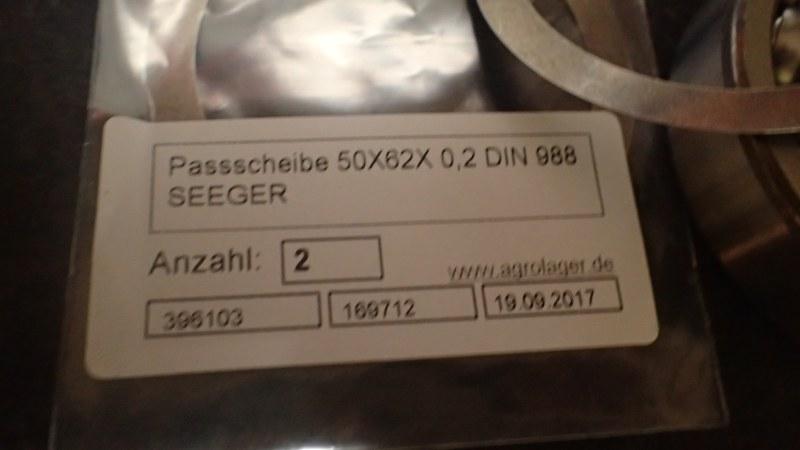 Passscheibe 50X62X 0,2 DIN 988
SEEGER
Anzahl: 2
www.agrolager.de
396103 169712 19.09.2017